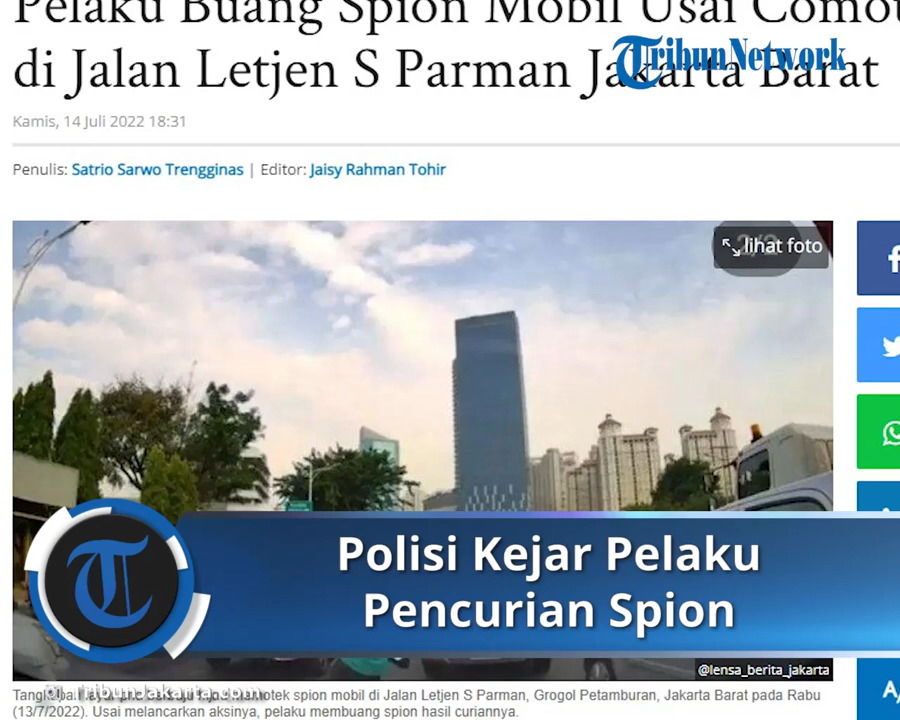 Pelaku Buang Spion Mobil Usai Comot
di Jalan Letjen S Parman Jakarta Barat
TribunNetwork
Kamis, 14 Juli 2022 18:31
Penulis: Satrio Sarwo Trengginas | Editor: Jaisy Rahman Tohir
lihat foto
Polisi Kejar Pelaku
Pencurian Spion
@lensa_berita_jakarta
TribunJakarta.com
spion mobil di Jalan Letjen S Parman, Grogol Petamburan, Jakarta Barat pada Rabu
(13/7/2022). Usai melancarkan aksinya, pelaku membuang spion hasil curiannya.